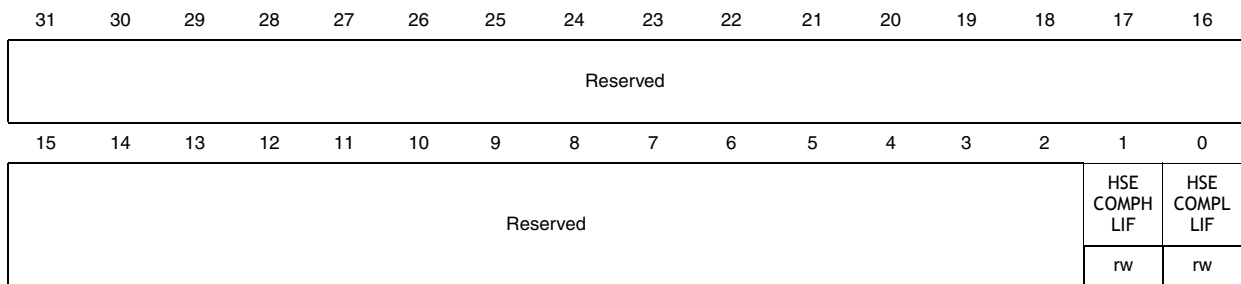 31 30 29 28 27 26 25 24 23 22 21 20 19 18 17 16
Reserved
15 14 13 12 11 10 9 8 7 6 5 4 3 2 1 0
Reserved
HSE COMPH LIF
HSE COMPL LIF
rw rw